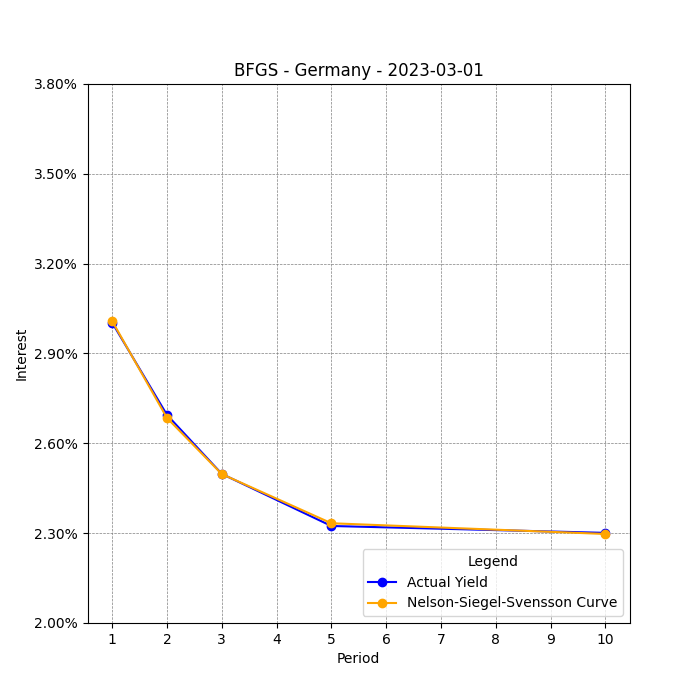 BFGS - Germany - 2023-03-01
3.80%
3.50%
3.20%
2.90%
2.60%
2.30%
2.00%
Interest
1 2 3 4 5 6 7 8 9 10
Period
Legend
Actual Yield
Nelson-Siegel-Svensson Curve